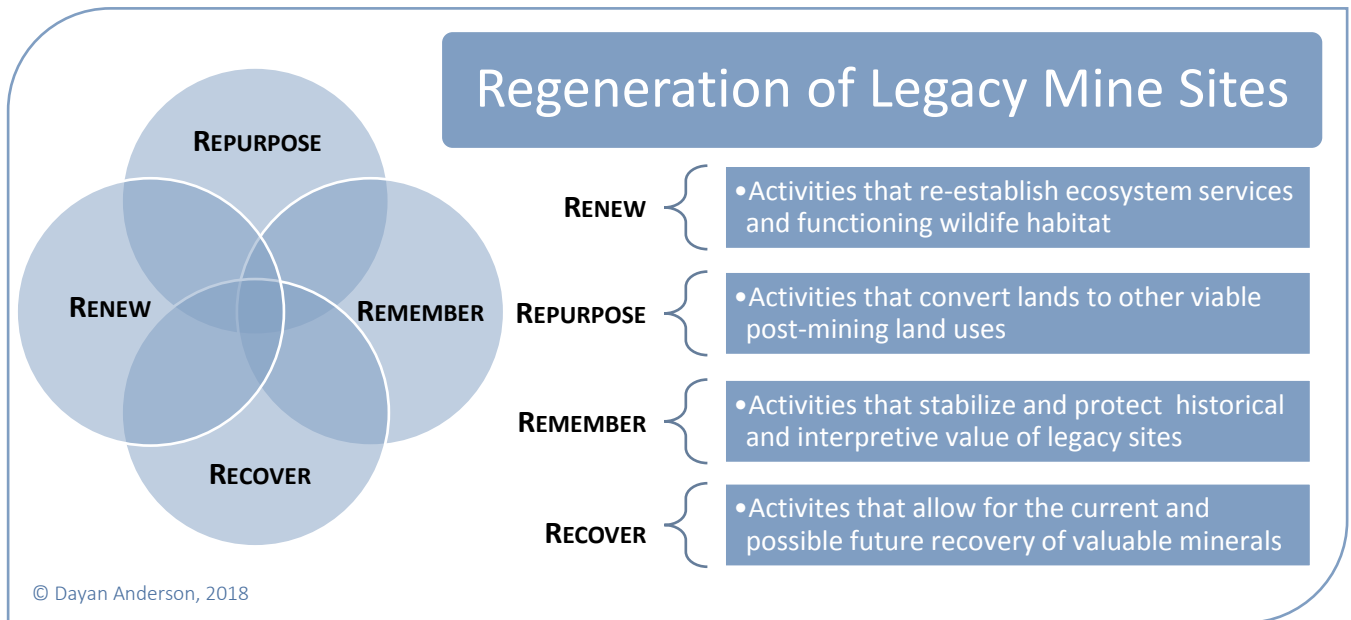 Regeneration of Legacy Mine Sites
REPURPOSE
RENEW
REMEMBER
RECOVER
RENEW
•Activities that re-establish ecosystem services
and functioning wildife habitat
REPURPOSE
•Activities that convert lands to other viable
post-mining land uses
REMEMBER
•Activities that stabilize and protect historical
and interpretive value of legacy sites
RECOVER
•Activites that allow for the current and
possible future recovery of valuable minerals
© Dayan Anderson, 2018